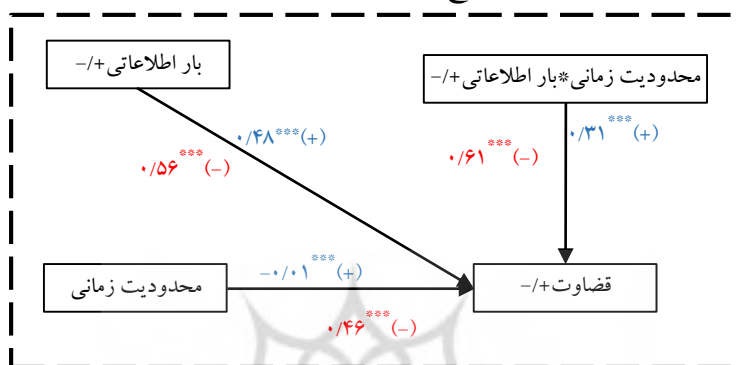 بار اطلاعاتی+/–
محدودیت زمانی*بار اطلاعاتی+/–
۰/۴۸***(+)
۰/۵۶***(–)
۰/۳۱***(+)
۰/۶۱***(–)
محدودیت زمانی
–۰/۰۱***(+)
۰/۴۶***(–)
قضاوت+/–